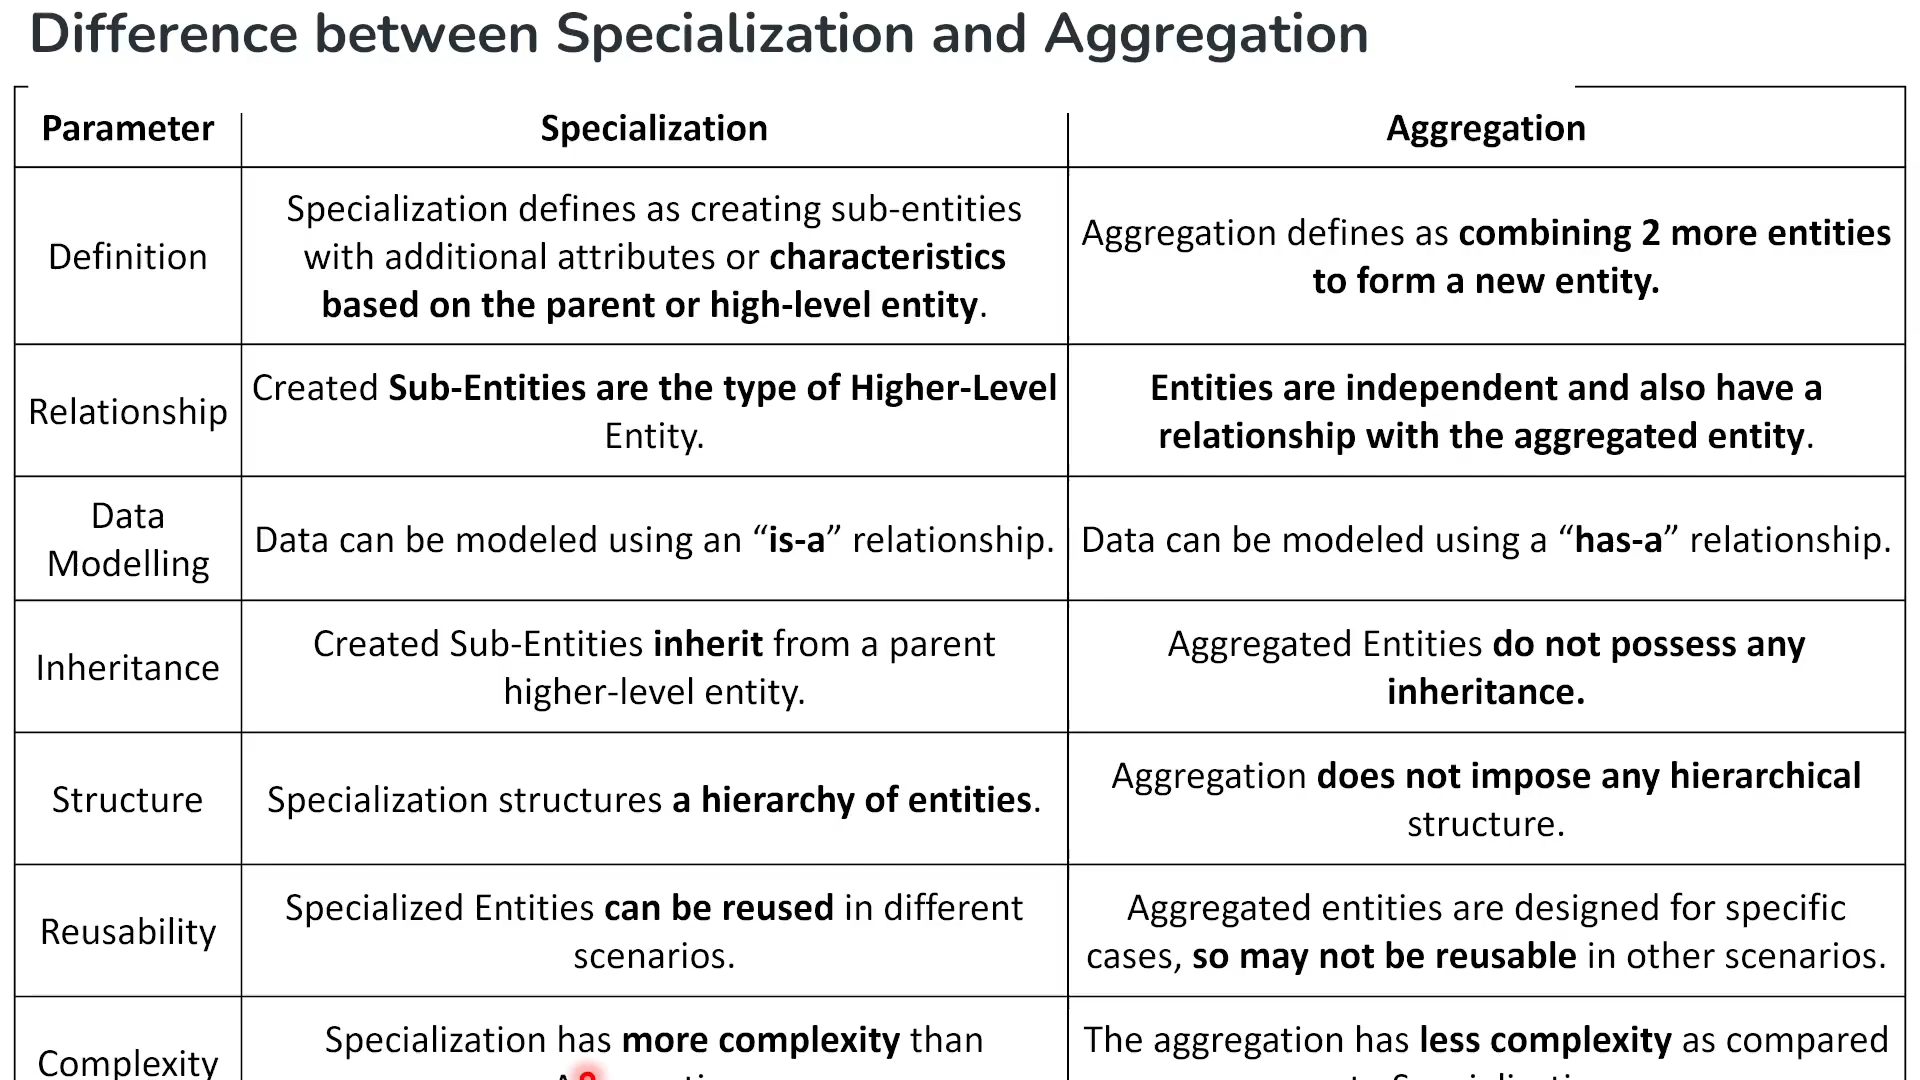 Difference between Specialization and Aggregation
Parameter
Specialization
Aggregation
Definition
Specialization defines as creating sub-entities
with additional attributes or characteristics
based on the parent or high-level entity.
Aggregation defines as combining 2 more entities
to form a new entity.
Relationship
Created Sub-Entities are the type of Higher-Level
Entity.
Entities are independent and also have a
relationship with the aggregated entity.
Data
Modelling
Data can be modeled using an “is-a” relationship.
Data can be modeled using a “has-a” relationship.
Inheritance
Created Sub-Entities inherit from a parent
higher-level entity.
Aggregated Entities do not possess any
inheritance.
Structure
Specialization structures a hierarchy of entities.
Aggregation does not impose any hierarchical
structure.
Reusability
Specialized Entities can be reused in different
scenarios.
Aggregated entities are designed for specific
cases, so may not be reusable in other scenarios.
Complexity
Specialization has more complexity than
The aggregation has less complexity as compared